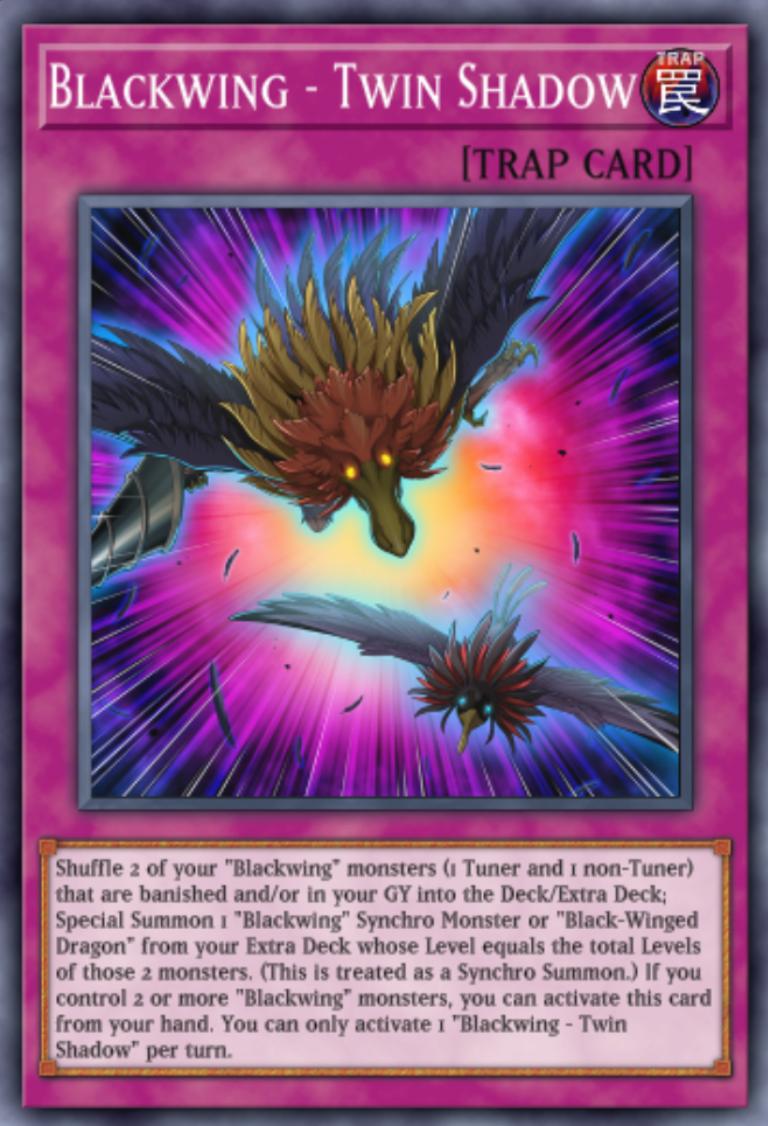 BLACKWING - TWIN SHADOW
TRAP
罠
[TRAP CARD]
Shuffle 2 of your "Blackwing" monsters (1 Tuner and 1 non-Tuner)
that are banished and/or in your GY into the Deck/Extra Deck;
Special Summon 1 "Blackwing" Synchro Monster or "Black-Winged
Dragon" from your Extra Deck whose Level equals the total Levels
of those 2 monsters. (This is treated as a Synchro Summon.) If you
control 2 or more "Blackwing" monsters, you can activate this card
from your hand. You can only activate 1 "Blackwing - Twin
Shadow" per turn.